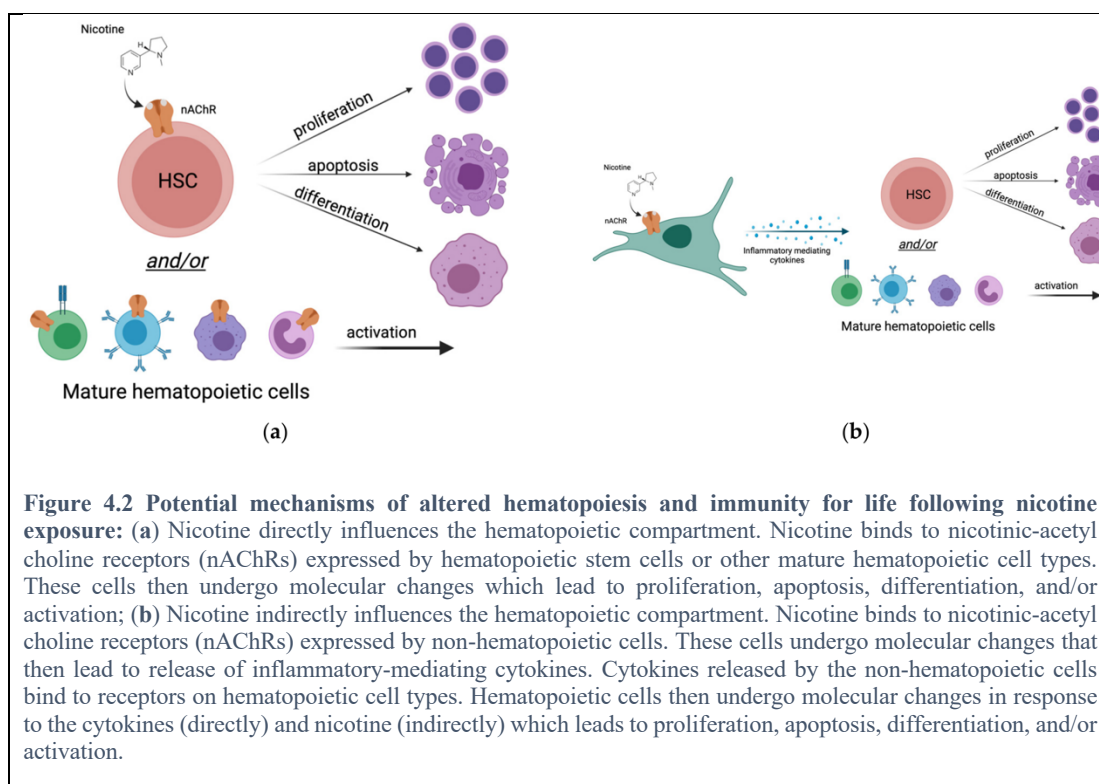 Nicotine
H
N
N
nAChR
HSC
proliferation
apoptosis
differentiation
and/or
activation
Mature hematopoietic cells
(a)
Nicotine
H
N
N
nAChR
Inflammatory mediating
cytokines
HSC
proliferation
apoptosis
differentiation
and/or
activation
Mature hematopoietic cells
(b)
Figure 4.2 Potential mechanisms of altered hematopoiesis and immunity for life following nicotine
exposure: (a) Nicotine directly influences the hematopoietic compartment. Nicotine binds to nicotinic-acetyl
choline receptors (nAChRs) expressed by hematopoietic stem cells or other mature hematopoietic cell types.
These cells then undergo molecular changes which lead to proliferation, apoptosis, differentiation, and/or
activation; (b) Nicotine indirectly influences the hematopoietic compartment. Nicotine binds to nicotinic-acetyl
choline receptors (nAChRs) expressed by non-hematopoietic cells. These cells undergo molecular changes that
then lead to release of inflammatory-mediating cytokines. Cytokines released by the non-hematopoietic cells
bind to receptors on hematopoietic cell types. Hematopoietic cells then undergo molecular changes in response
to the cytokines (directly) and nicotine (indirectly) which leads to proliferation, apoptosis, differentiation, and/or
activation.